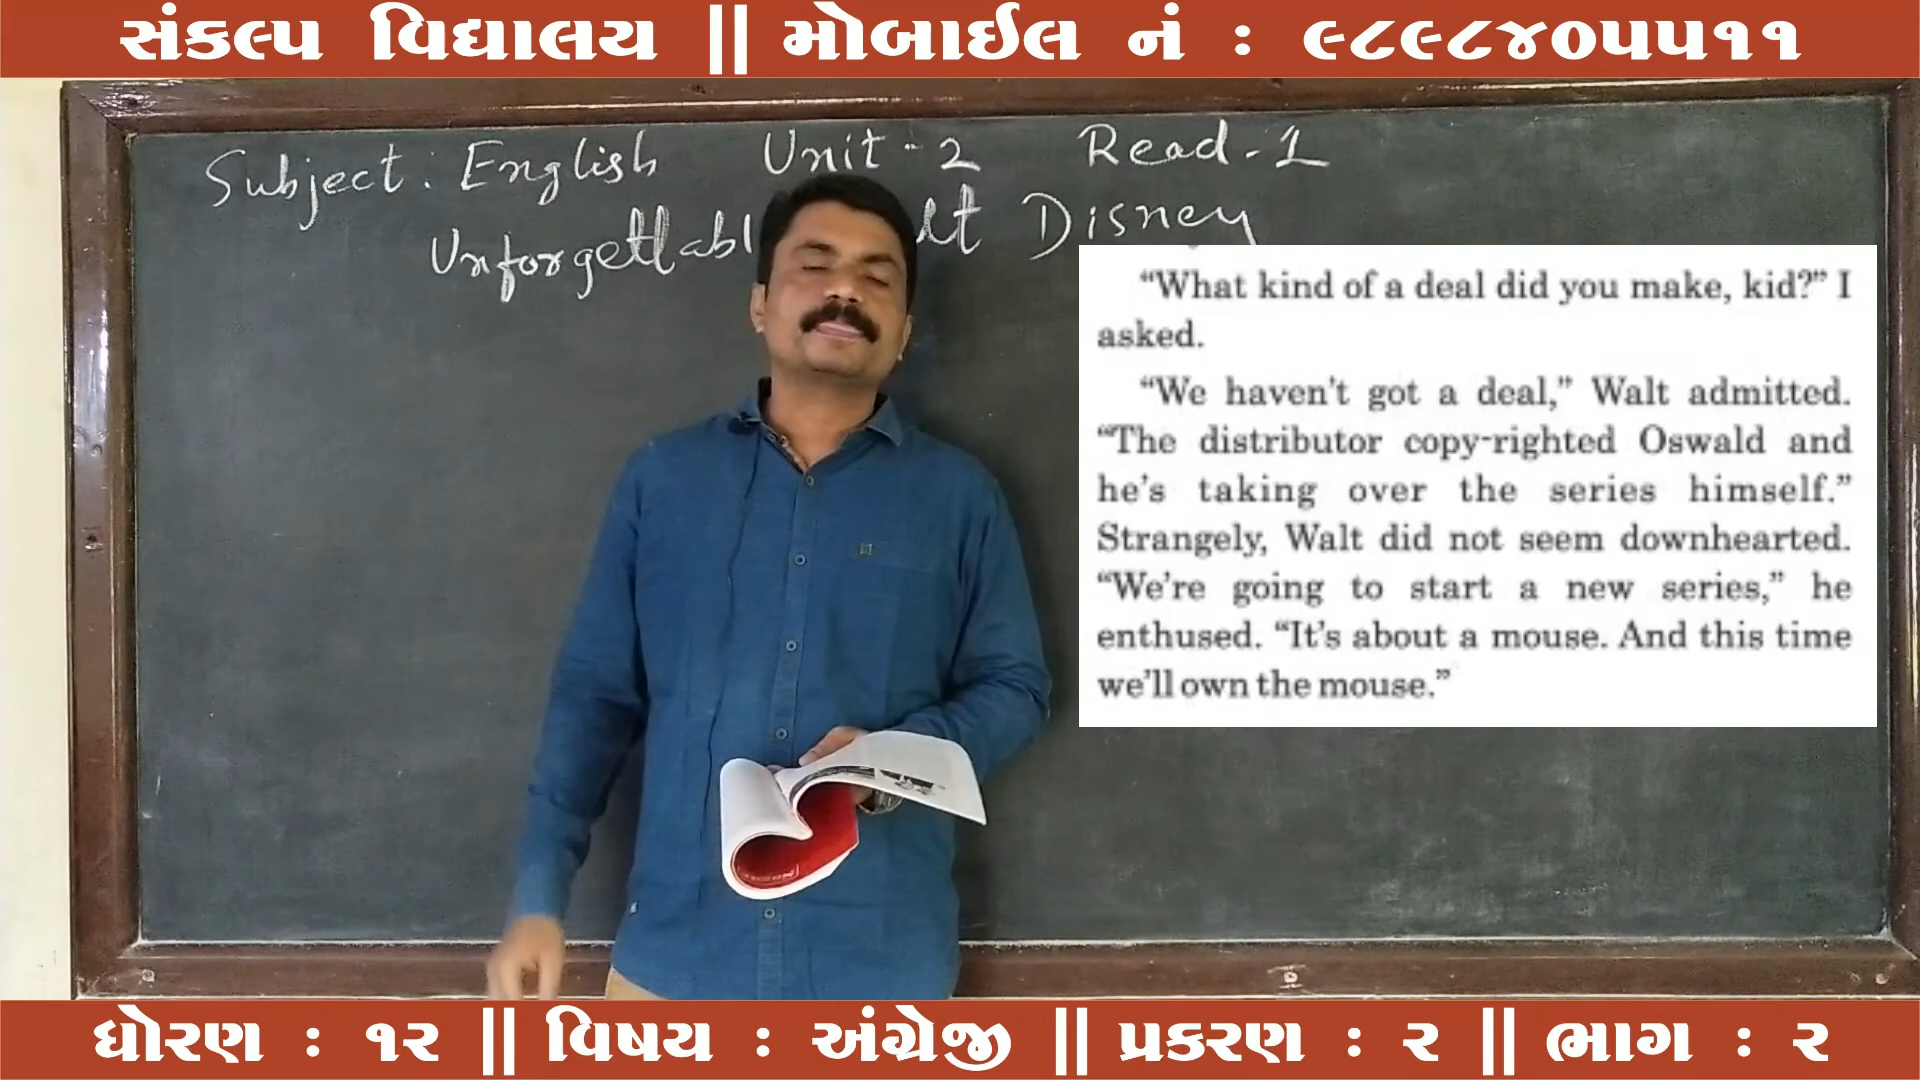 સંકલ્પ વિદ્યાલય || મોબાઈલ નં : ૯૮૯૮૪૦૫૫૧૧
Subject : English Unit - 2 Read - 1
Disney
“What kind of a deal did you make, kid?” I
asked.
“We haven't got a deal,” Walt admitted.
“The distributor copy-righted Oswald and
he's taking over the series himself.”
Strangely, Walt did not seem downhearted.
“We're going to start a new series,” he
enthused. “It's about a mouse. And this time
we'll own the mouse.”
ધોરણ : ૧૨ || વિષય : અંગ્રેજી || પ્રકરણ : ૨ || ભાગ : ૨